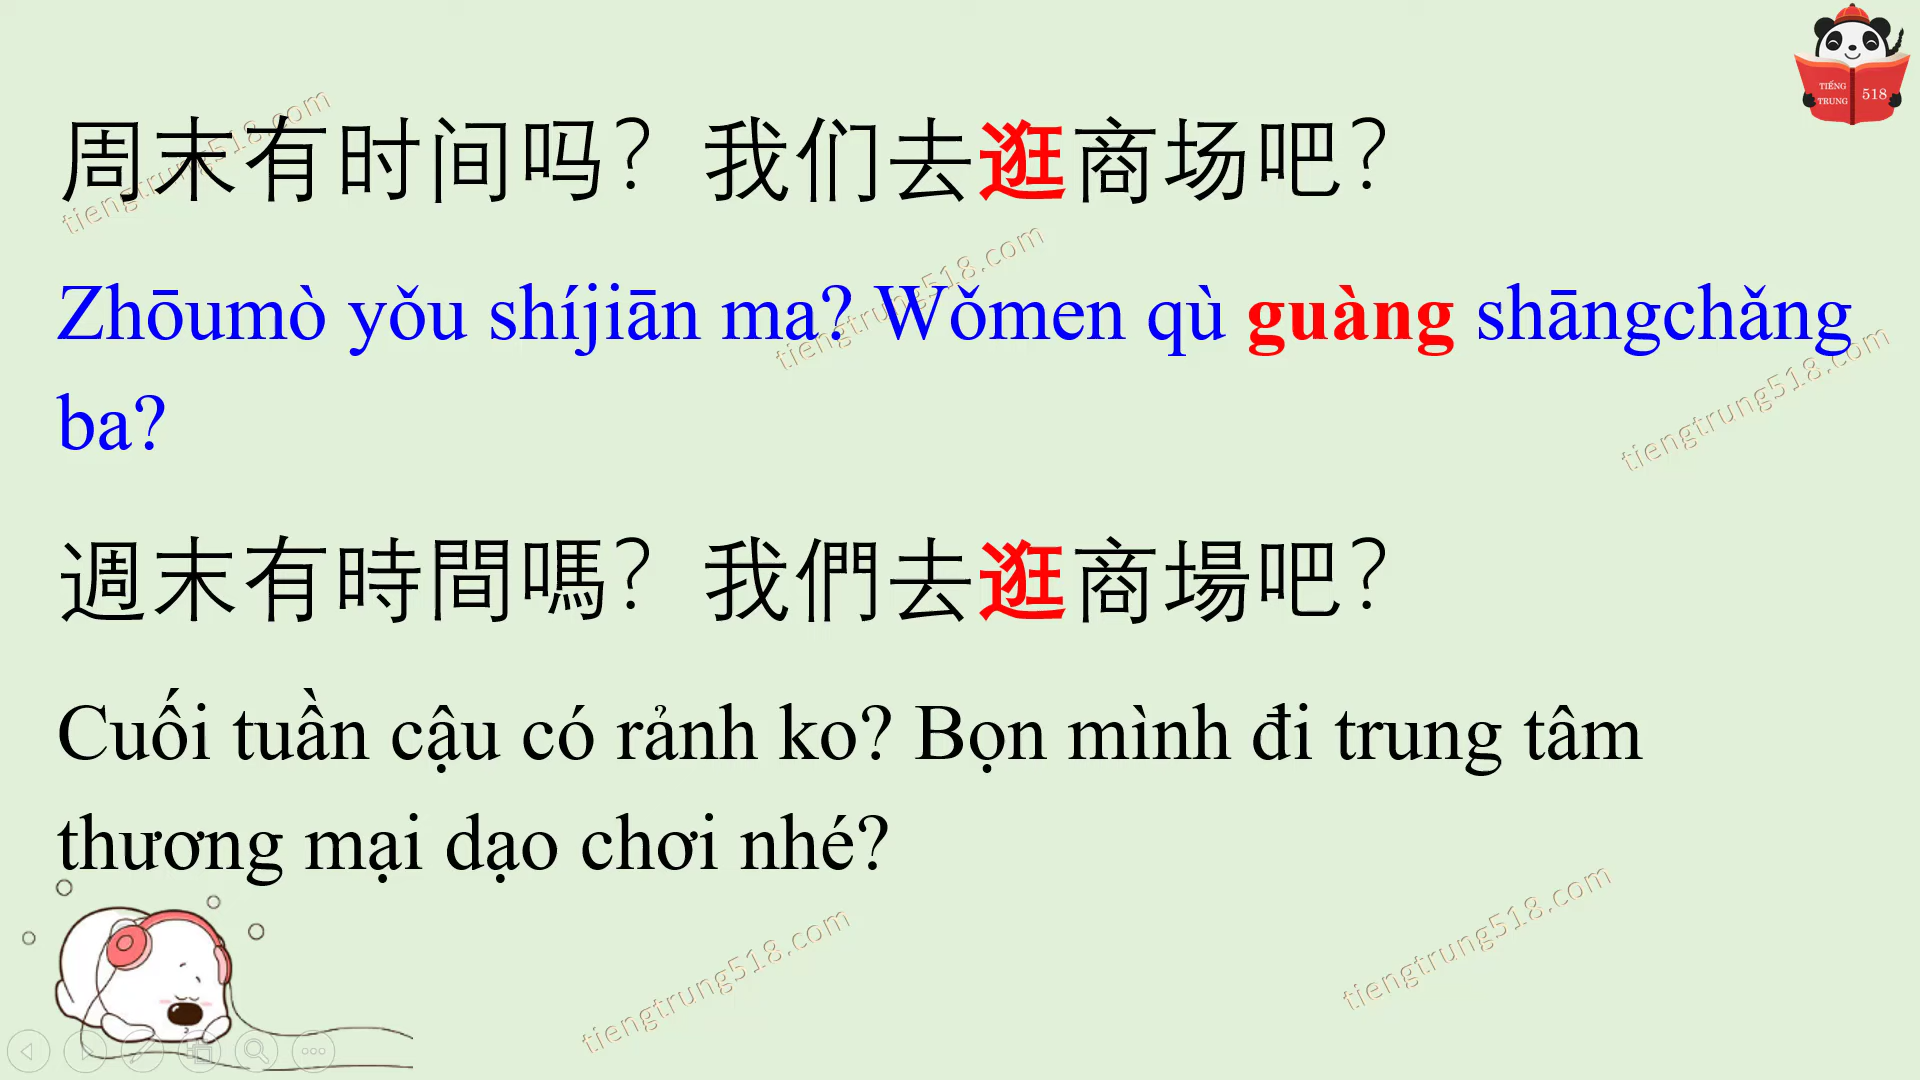 周末有时间吗？我们去逛商场吧？
Zhōumò yǒu shíjiān ma? Wǒmen qù guàng shāngchǎng
ba?
週末有時間嗎？我們去逛商場吧？
Cuối tuần cậu có rảnh ko? Bọn mình đi trung tâm
thương mại dạo chơi nhé?
TIẾNG
TRUNG
518
tiengtrung518.com
tiengtrung518.com
tiengtrung518.com
tiengtrung518.com
tiengtrung518.com